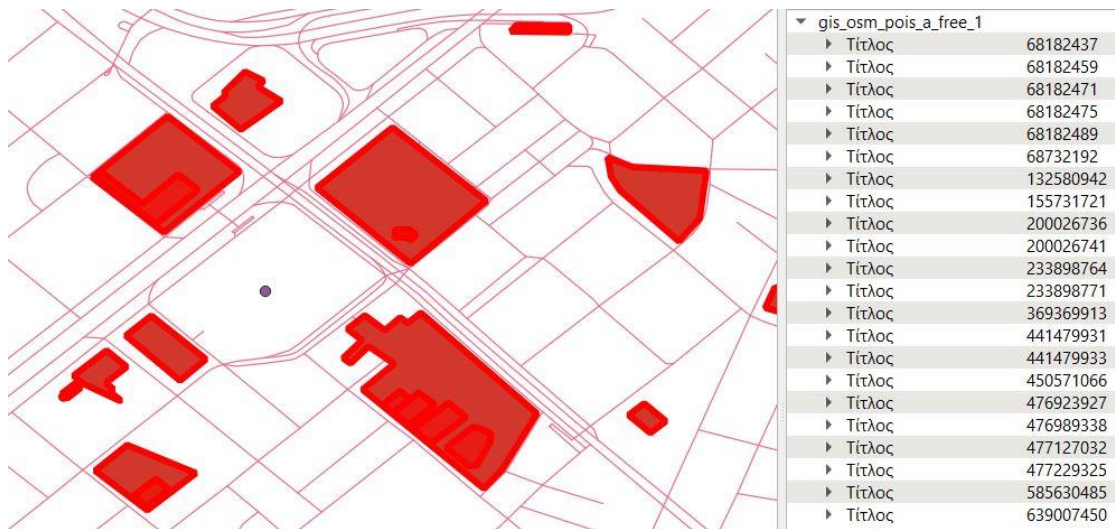 gis_osm_pois_a_free_1
Τίτλος 68182437
Τίτλος 68182459
Τίτλος 68182471
Τίτλος 68182475
Τίτλος 68182489
Τίτλος 68732192
Τίτλος 132580942
Τίτλος 155731721
Τίτλος 200026736
Τίτλος 200026741
Τίτλος 233898764
Τίτλος 233898771
Τίτλος 369369913
Τίτλος 441479931
Τίτλος 441479933
Τίτλος 450571066
Τίτλος 476923927
Τίτλος 476989338
Τίτλος 477127032
Τίτλος 477229325
Τίτλος 585630485
Τίτλος 639007450